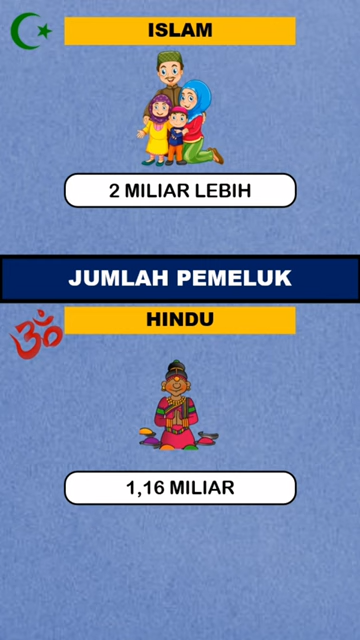 ISLAM
2 MILIAR LEBIH
JUMLAH PEMELUK
HINDU
ॐ
1,16 MILIAR